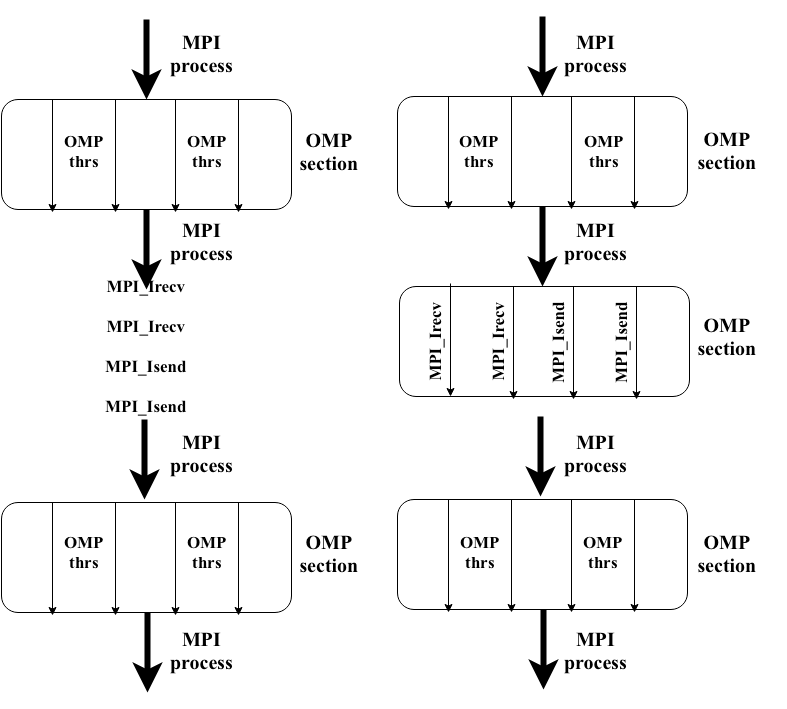 MPI
process
OMP
thrs
OMP
thrs
OMP
section
MPI
process
MPI_Irecv
MPI_Irecv
MPI_Isend
MPI_Isend
MPI
process
OMP
thrs
OMP
thrs
OMP
section
MPI
process
MPI
process
OMP
thrs
OMP
thrs
OMP
section
MPI
process
MPI_Irecv
MPI_Irecv
MPI_Isend
MPI_Isend
OMP
section
MPI
process
OMP
thrs
OMP
thrs
OMP
section
MPI
process